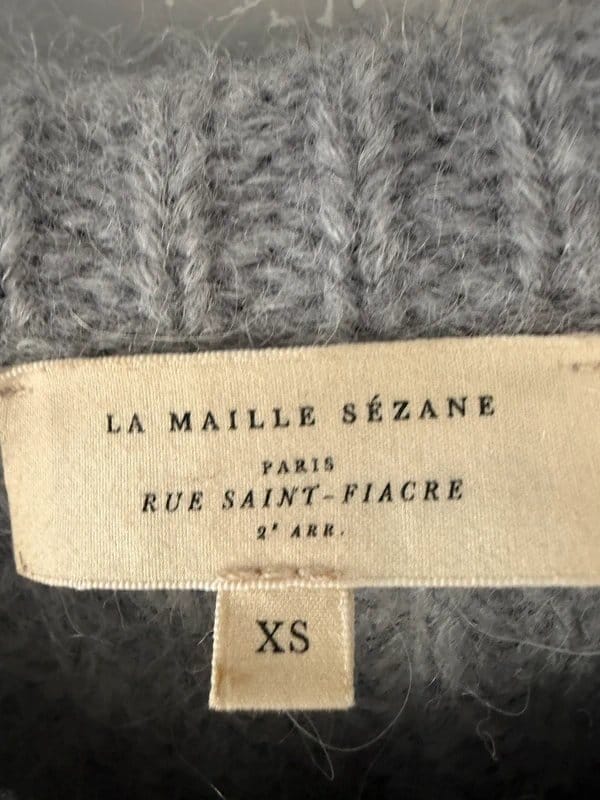 LA MAILLE SÉZANE
PARIS
RUE SAINT-FIACRE
2ᵉ ARR.
XS